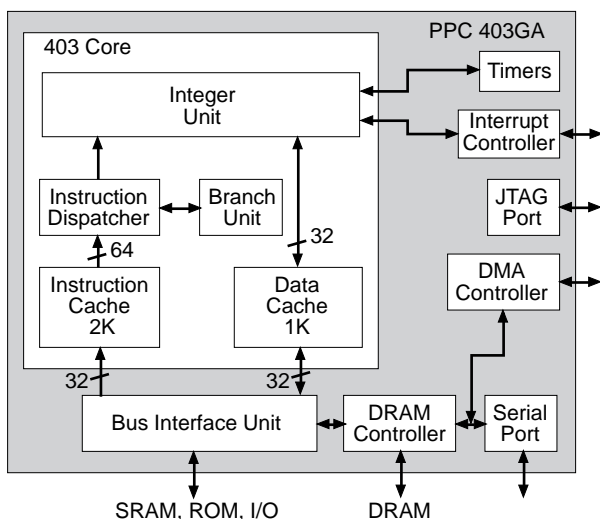 PPC 403GA
403 Core
Integer
Unit
Timers
Interrupt
Controller
Instruction
Dispatcher
Branch
Unit
JTAG
Port
64
32
Instruction
Cache
2K
Data
Cache
1K
DMA
Controller
32
32
Bus Interface Unit
DRAM
Controller
Serial
Port
SRAM, ROM, I/O
DRAM